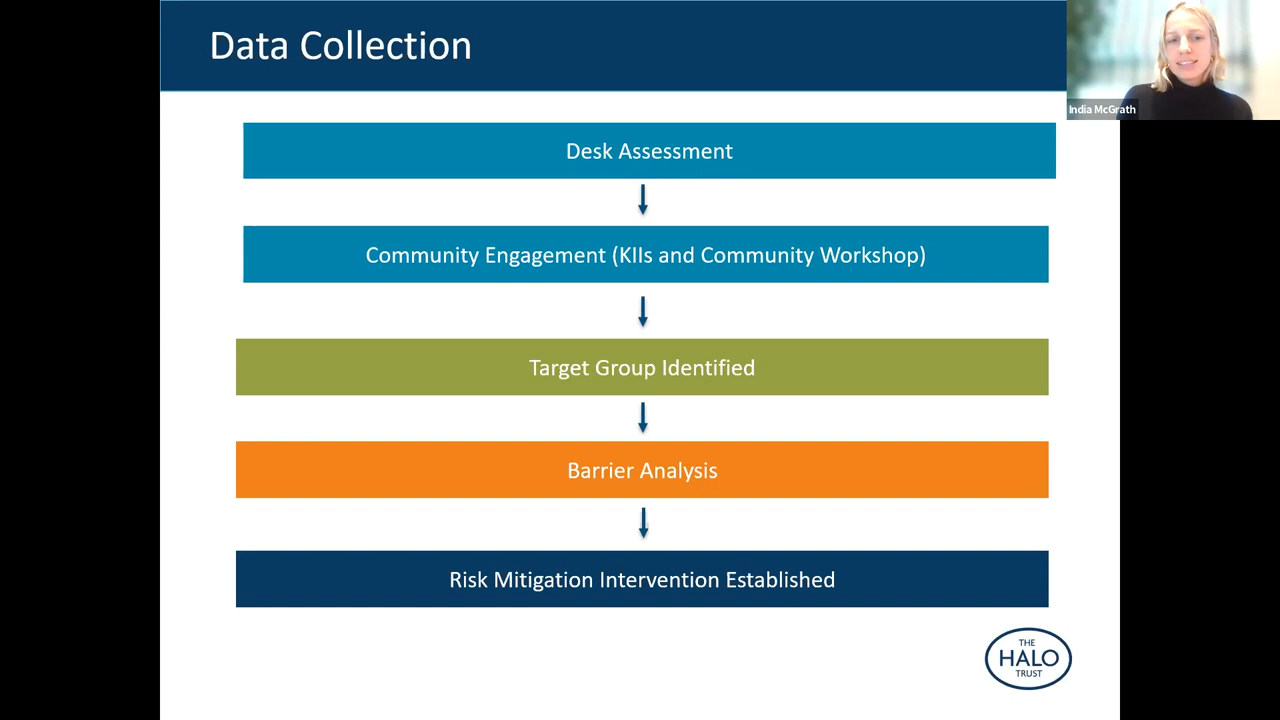 Data Collection
India McGrath
Desk Assessment
Community Engagement (KIIs and Community Workshop)
Target Group Identified
Barrier Analysis
Risk Mitigation Intervention Established
THE
HALO
TRUST